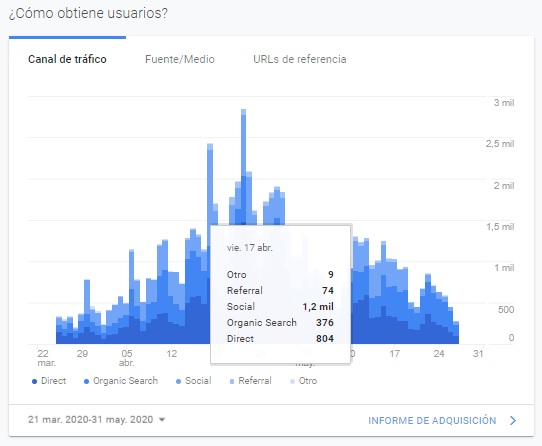 ¿Cómo obtiene usuarios?
Canal de tráfico Fuente/Medio URLs de referencia
3 mil
2,5 mil
2 mil
1,5 mil
1 mil
500
0
vie. 17 abr.
Otro 9
Referral 74
Social 1,2 mil
Organic Search 376
Direct 804
22 29 05 12 17 24 31
mar. abr. may.
Direct Organic Search Social Referral Otro
21 mar. 2020-31 may. 2020 INFORME DE ADQUISICIÓN